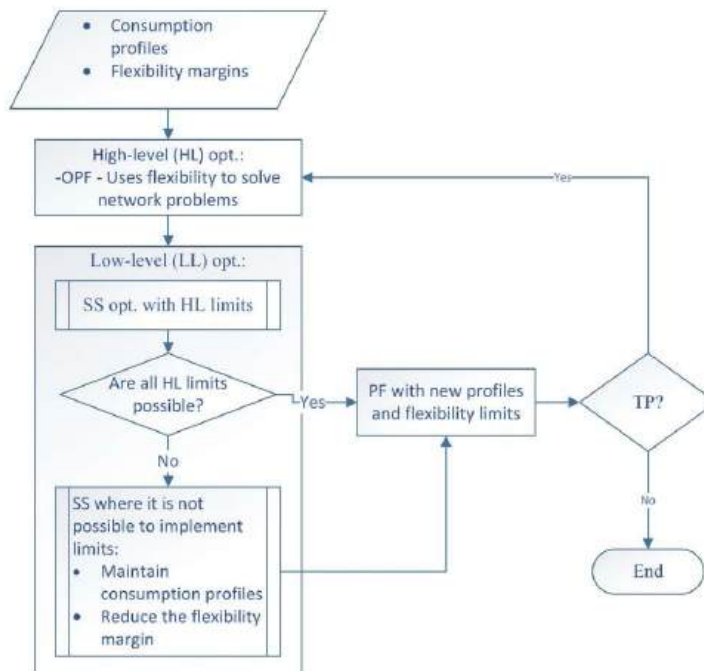 • Consumption
profiles
• Flexibility margins
High-level (HL) opt.:
-OPF - Uses flexibility to solve
network problems
Yes
Low-level (LL) opt.:
SS opt. with HL limits
Are all HL limits
possible?
Yes
PF with new profiles
and flexibility limits
TP?
No
SS where it is not
possible to implement
limits:
• Maintain
consumption profiles
• Reduce the flexibility
margin
No
End